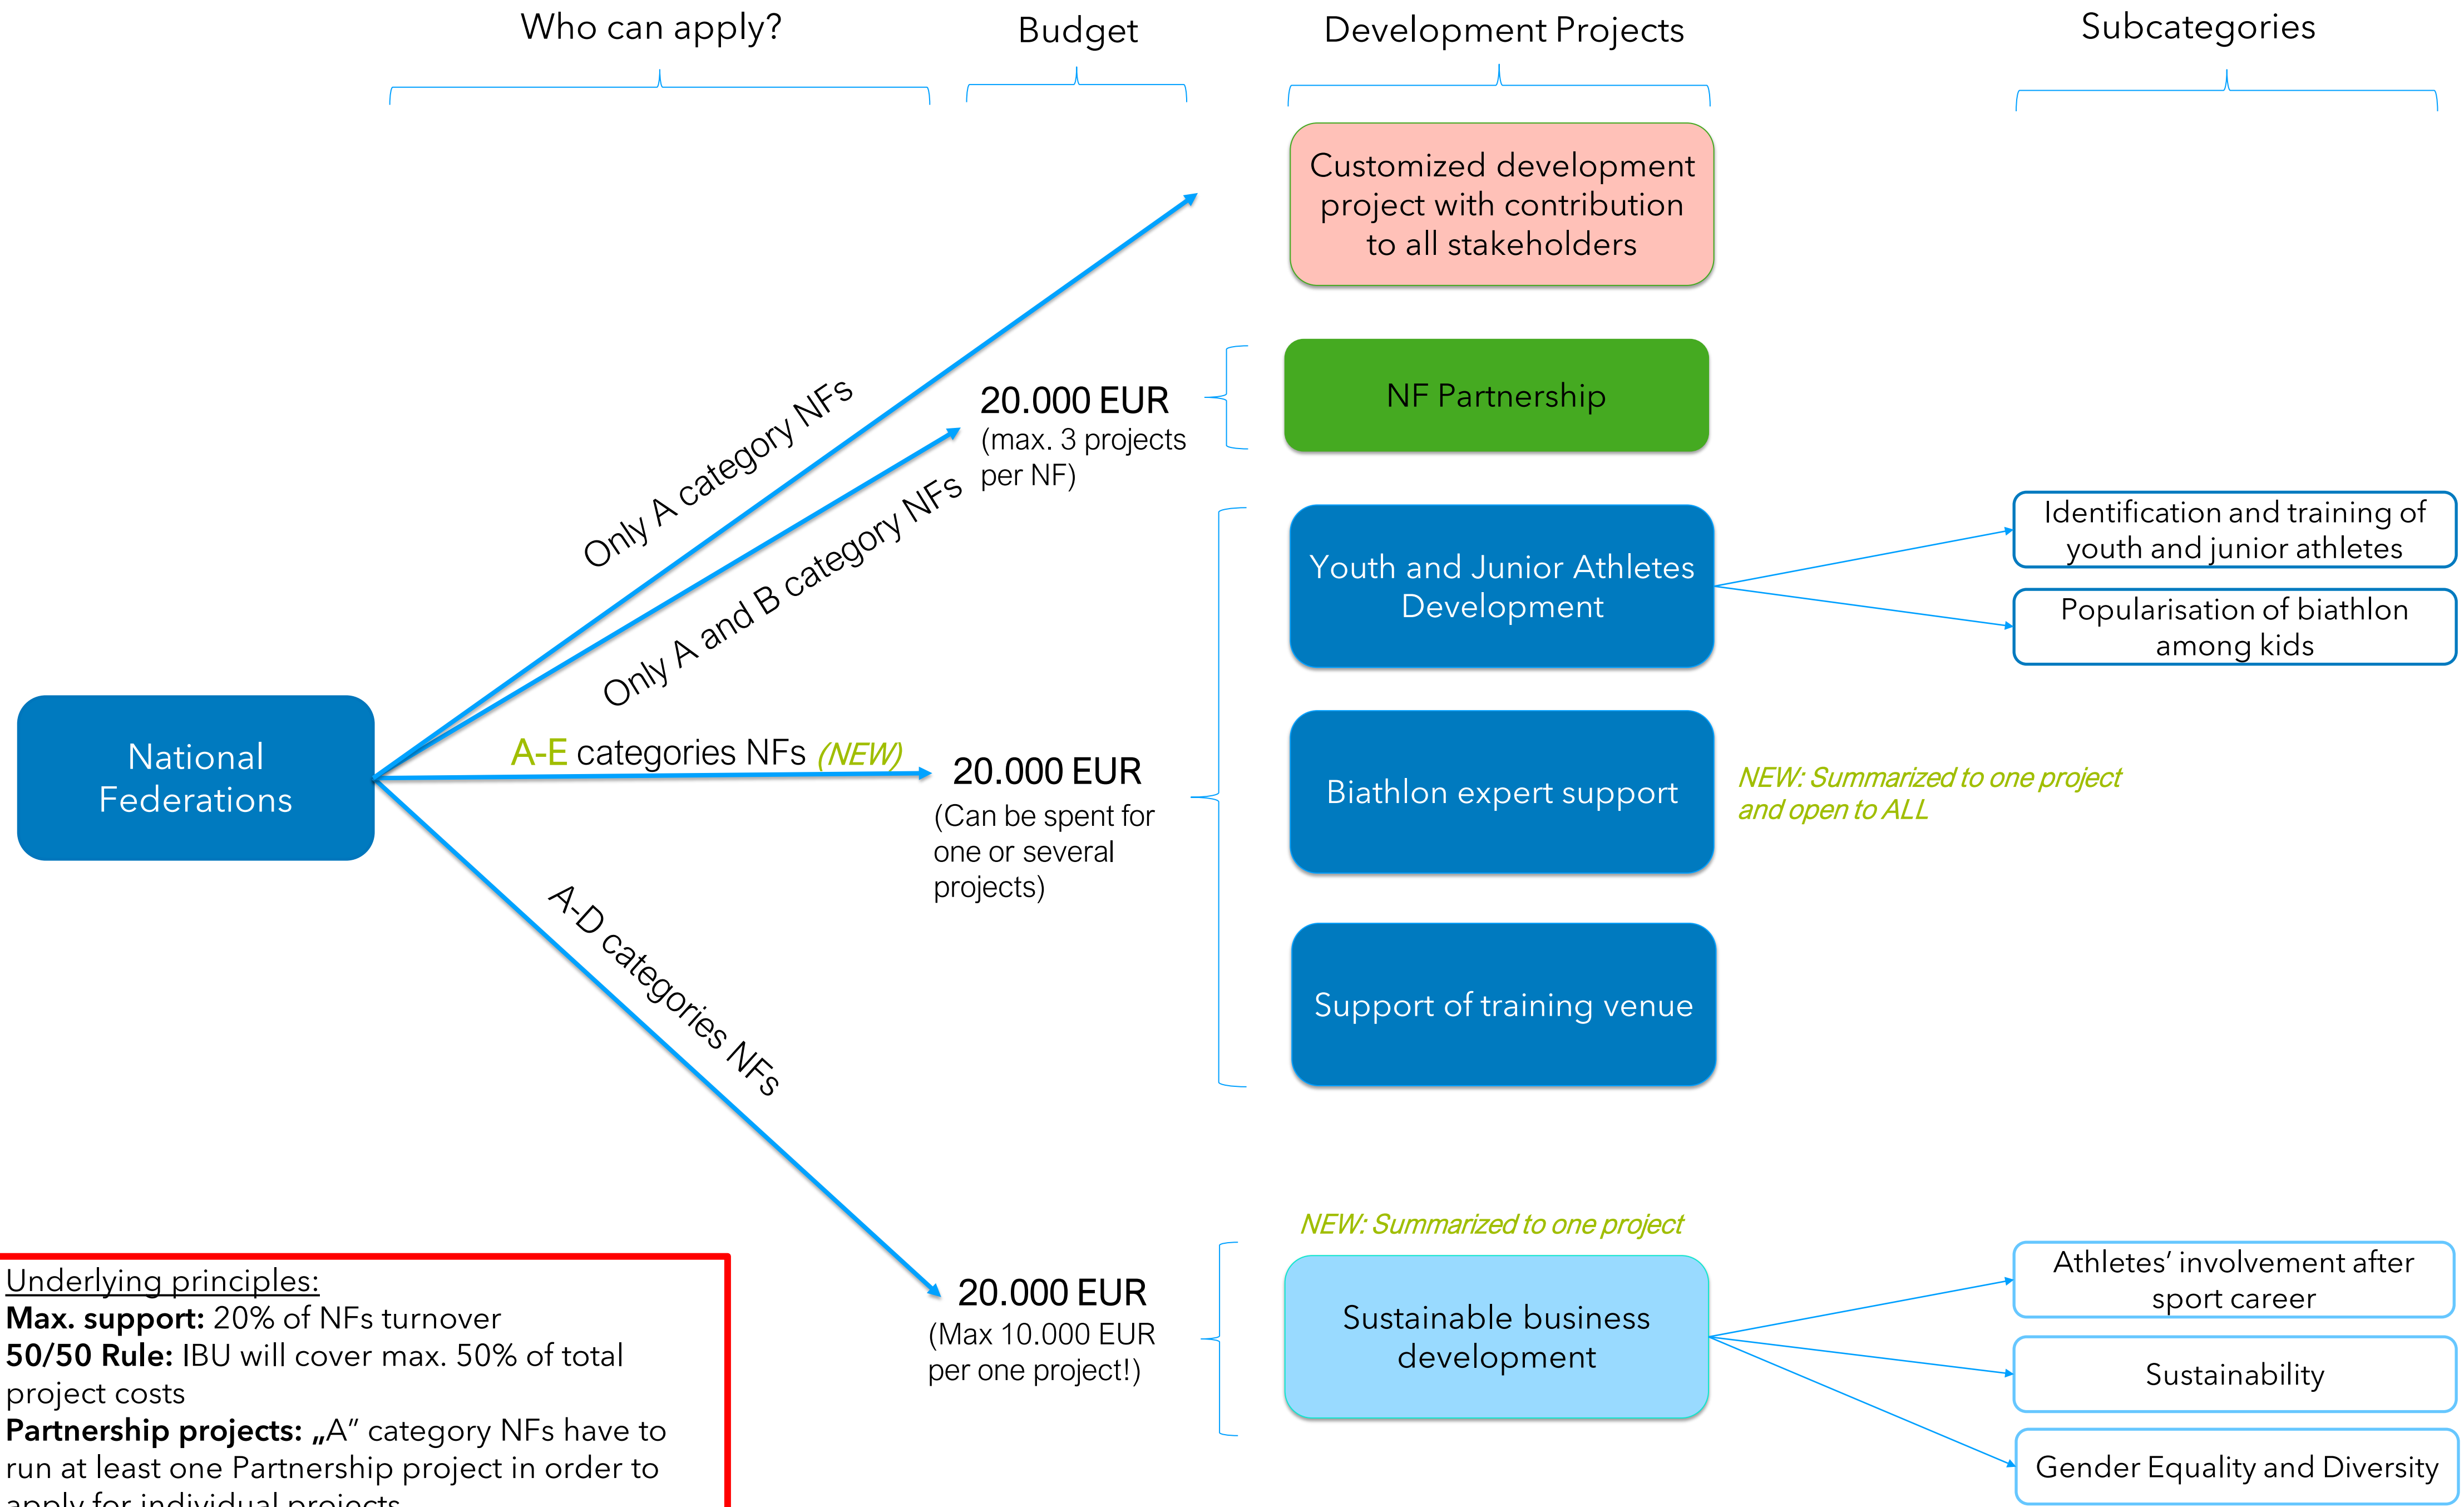 Who can apply?
Budget
Development Projects
Subcategories
Customized development
project with contribution
to all stakeholders
Only A category NFs
20.000 EUR
(max. 3 projects
per NF)
NF Partnership
Only A and B category NFs
Youth and Junior Athletes
Development
Identification and training of
youth and junior athletes
Popularisation of biathlon
among kids
National
Federations
A-E categories NFs (NEW)
20.000 EUR
(Can be spent for
one or several
projects)
Biathlon expert support
NEW: Summarized to one project
and open to ALL
Support of training venue
A-D categories NFs
20.000 EUR
(Max 10.000 EUR
per one project!)
NEW: Summarized to one project
Sustainable business
development
Athletes’ involvement after
sport career
Sustainability
Gender Equality and Diversity
Underlying principles:
Max. support: 20% of NFs turnover
50/50 Rule: IBU will cover max. 50% of total
project costs
Partnership projects: „A” category NFs have to
run at least one Partnership project in order to
apply for individual projects